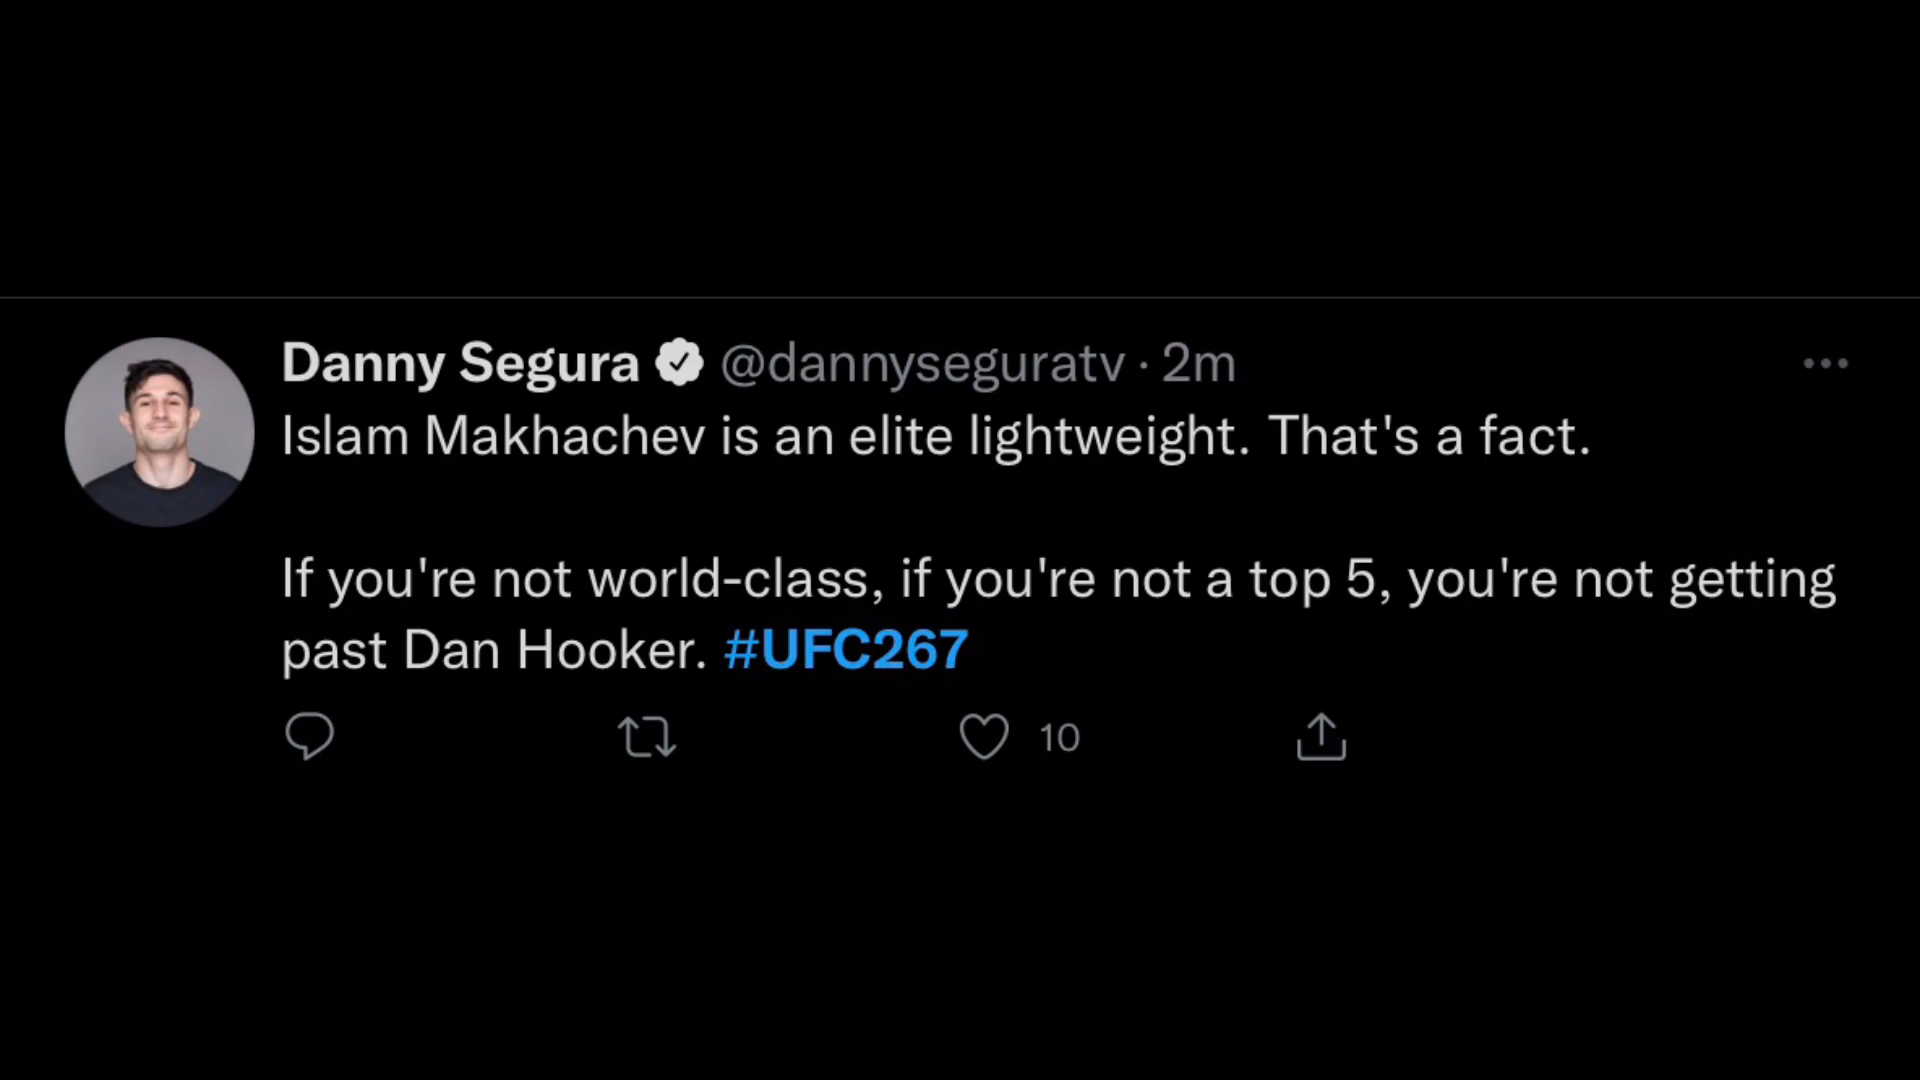 Danny Segura @dannyseguratv · 2m
Islam Makhachev is an elite lightweight. That's a fact.
If you're not world-class, if you're not a top 5, you're not getting
past Dan Hooker. #UFC267
10